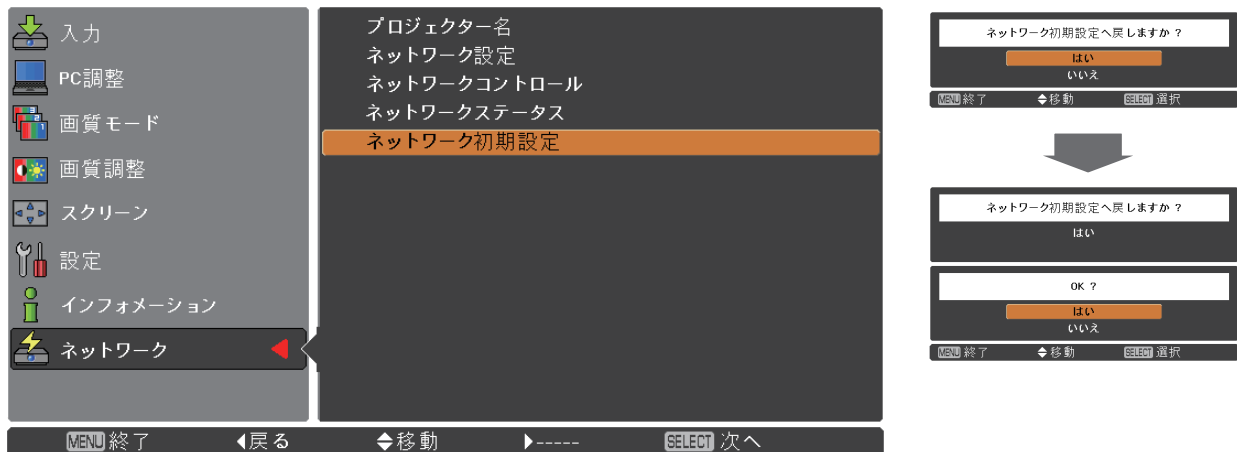 入力
PC調整
画質モード
画質調整
スクリーン
設定
インフォメーション
ネットワーク
プロジェクター名
ネットワーク設定
ネットワークコントロール
ネットワークステータス
ネットワーク初期設定
MENU 終了 ◀戻る ◆移動 ▶----- SELECT 次へ
ネットワーク初期設定へ戻しますか ?
はい
いいえ
MENU 終了 ◆移動 SELECT 選択
ネットワーク初期設定へ戻しますか ?
はい
OK ?
はい
いいえ
MENU 終了 ◆移動 SELECT 選択